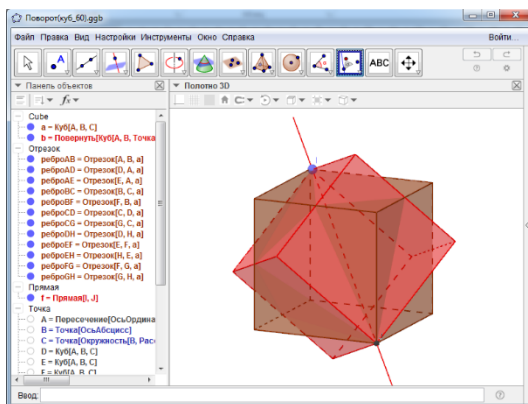 Поворот(куб_60).ggb
Файл Правка Вид Настройки Инструменты Окно Справка
Войти...
ABC
Панель объектов
Полотно 3D
Cube
a = Куб[A, B, C]
b = Повернуть[Куб[A, B, Точка
Отрезок
реброAB = Отрезок[A, B, a]
реброAD = Отрезок[D, A, a]
реброAE = Отрезок[E, A, a]
реброBC = Отрезок[B, C, a]
реброBF = Отрезок[F, B, a]
реброCD = Отрезок[C, D, a]
реброCG = Отрезок[G, C, a]
реброDH = Отрезок[D, H, a]
реброEF = Отрезок[E, F, a]
реброEH = Отрезок[H, E, a]
реброFG = Отрезок[F, G, a]
реброGH = Отрезок[G, H, a]
Прямая
f = Прямая[I, J]
Точка
A = Пересечение[ОсьОрдина
B = Точка[ОсьАбсцисс]
C = Точка[Окружность[B, Рас
D = Куб[A, B, C]
E = Куб[A, B, C]
F = Куб[A, B, C]
I
Ввод: